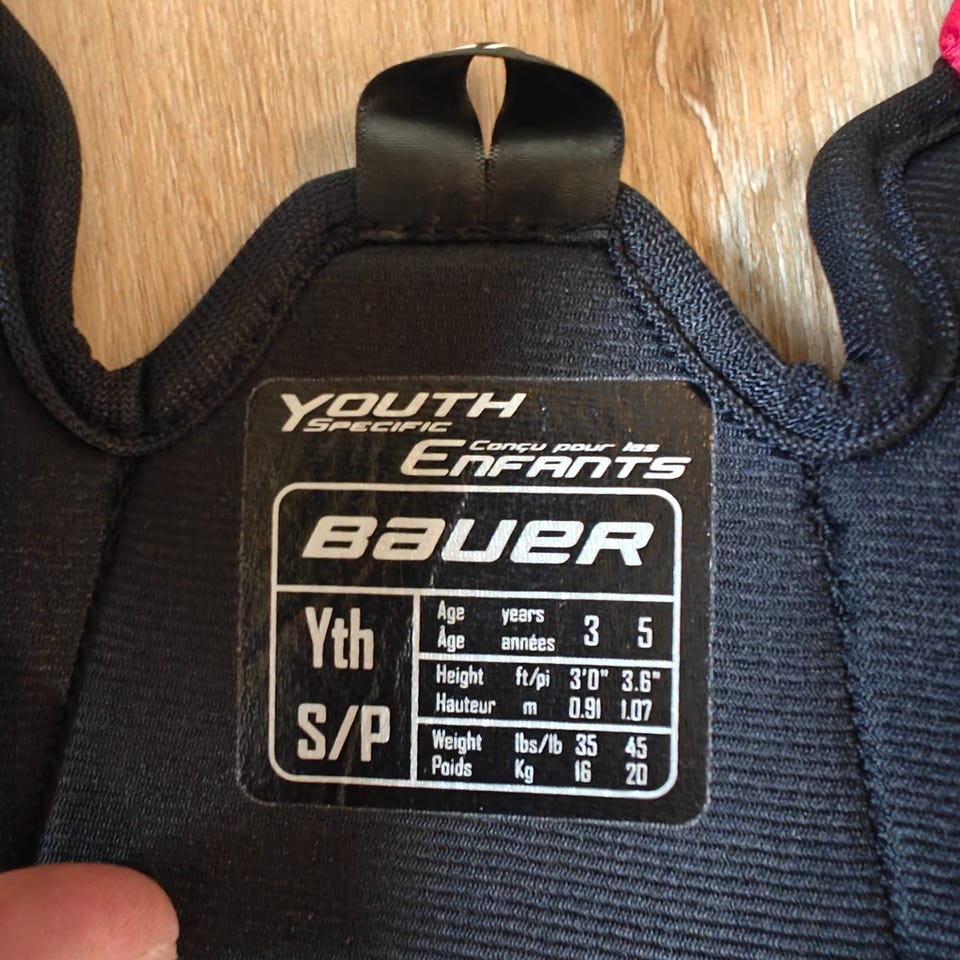 YOUTH
SPECIFIC
Conçu pour les
ENFANTS
BAUER
Yth
S/P
Age years
Âge années 3 5
Height ft/pi 3'0" 3.6"
Hauteur m 0.91 1.07
Weight lbs/lb 35 45
Poids Kg 16 20